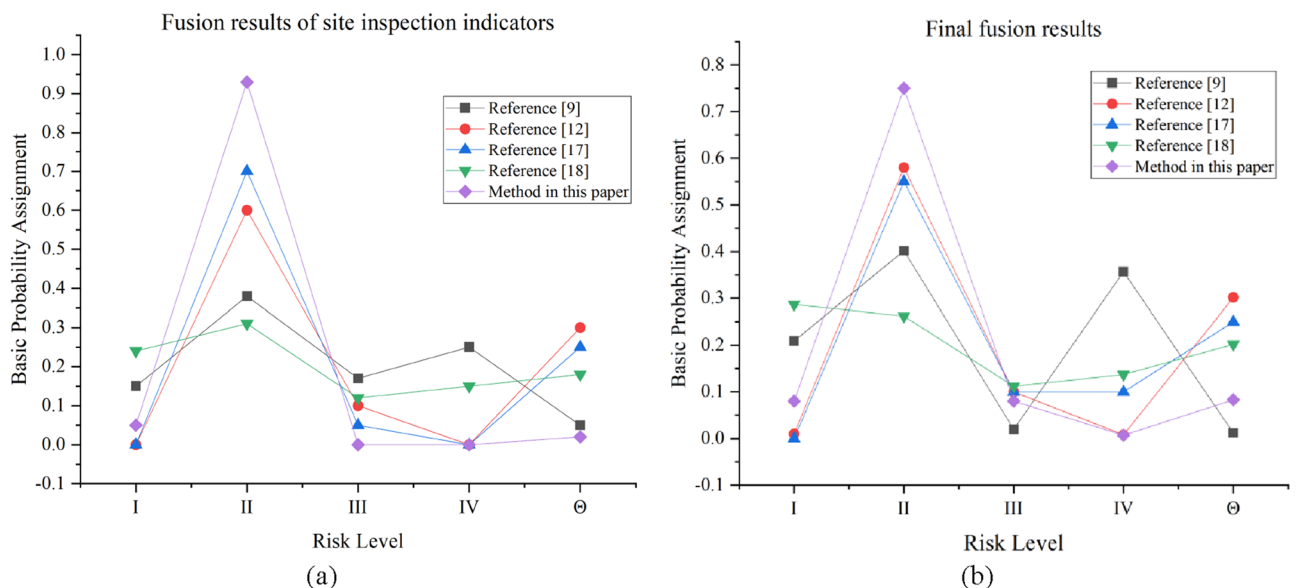 Fusion results of site inspection indicators
1.0
0.9
0.8
0.7
0.6
0.5
0.4
0.3
0.2
0.1
0.0
-0.1
Basic Probability Assignment
Reference [9]
Reference [12]
Reference [17]
Reference [18]
Method in this paper
I II III IV Θ
Risk Level
(a)
Final fusion results
0.8
0.7
0.6
0.5
0.4
0.3
0.2
0.1
0.0
-0.1
Basic Probability Assignment
Reference [9]
Reference [12]
Reference [17]
Reference [18]
Method in this paper
I II III IV Θ
Risk Level
(b)